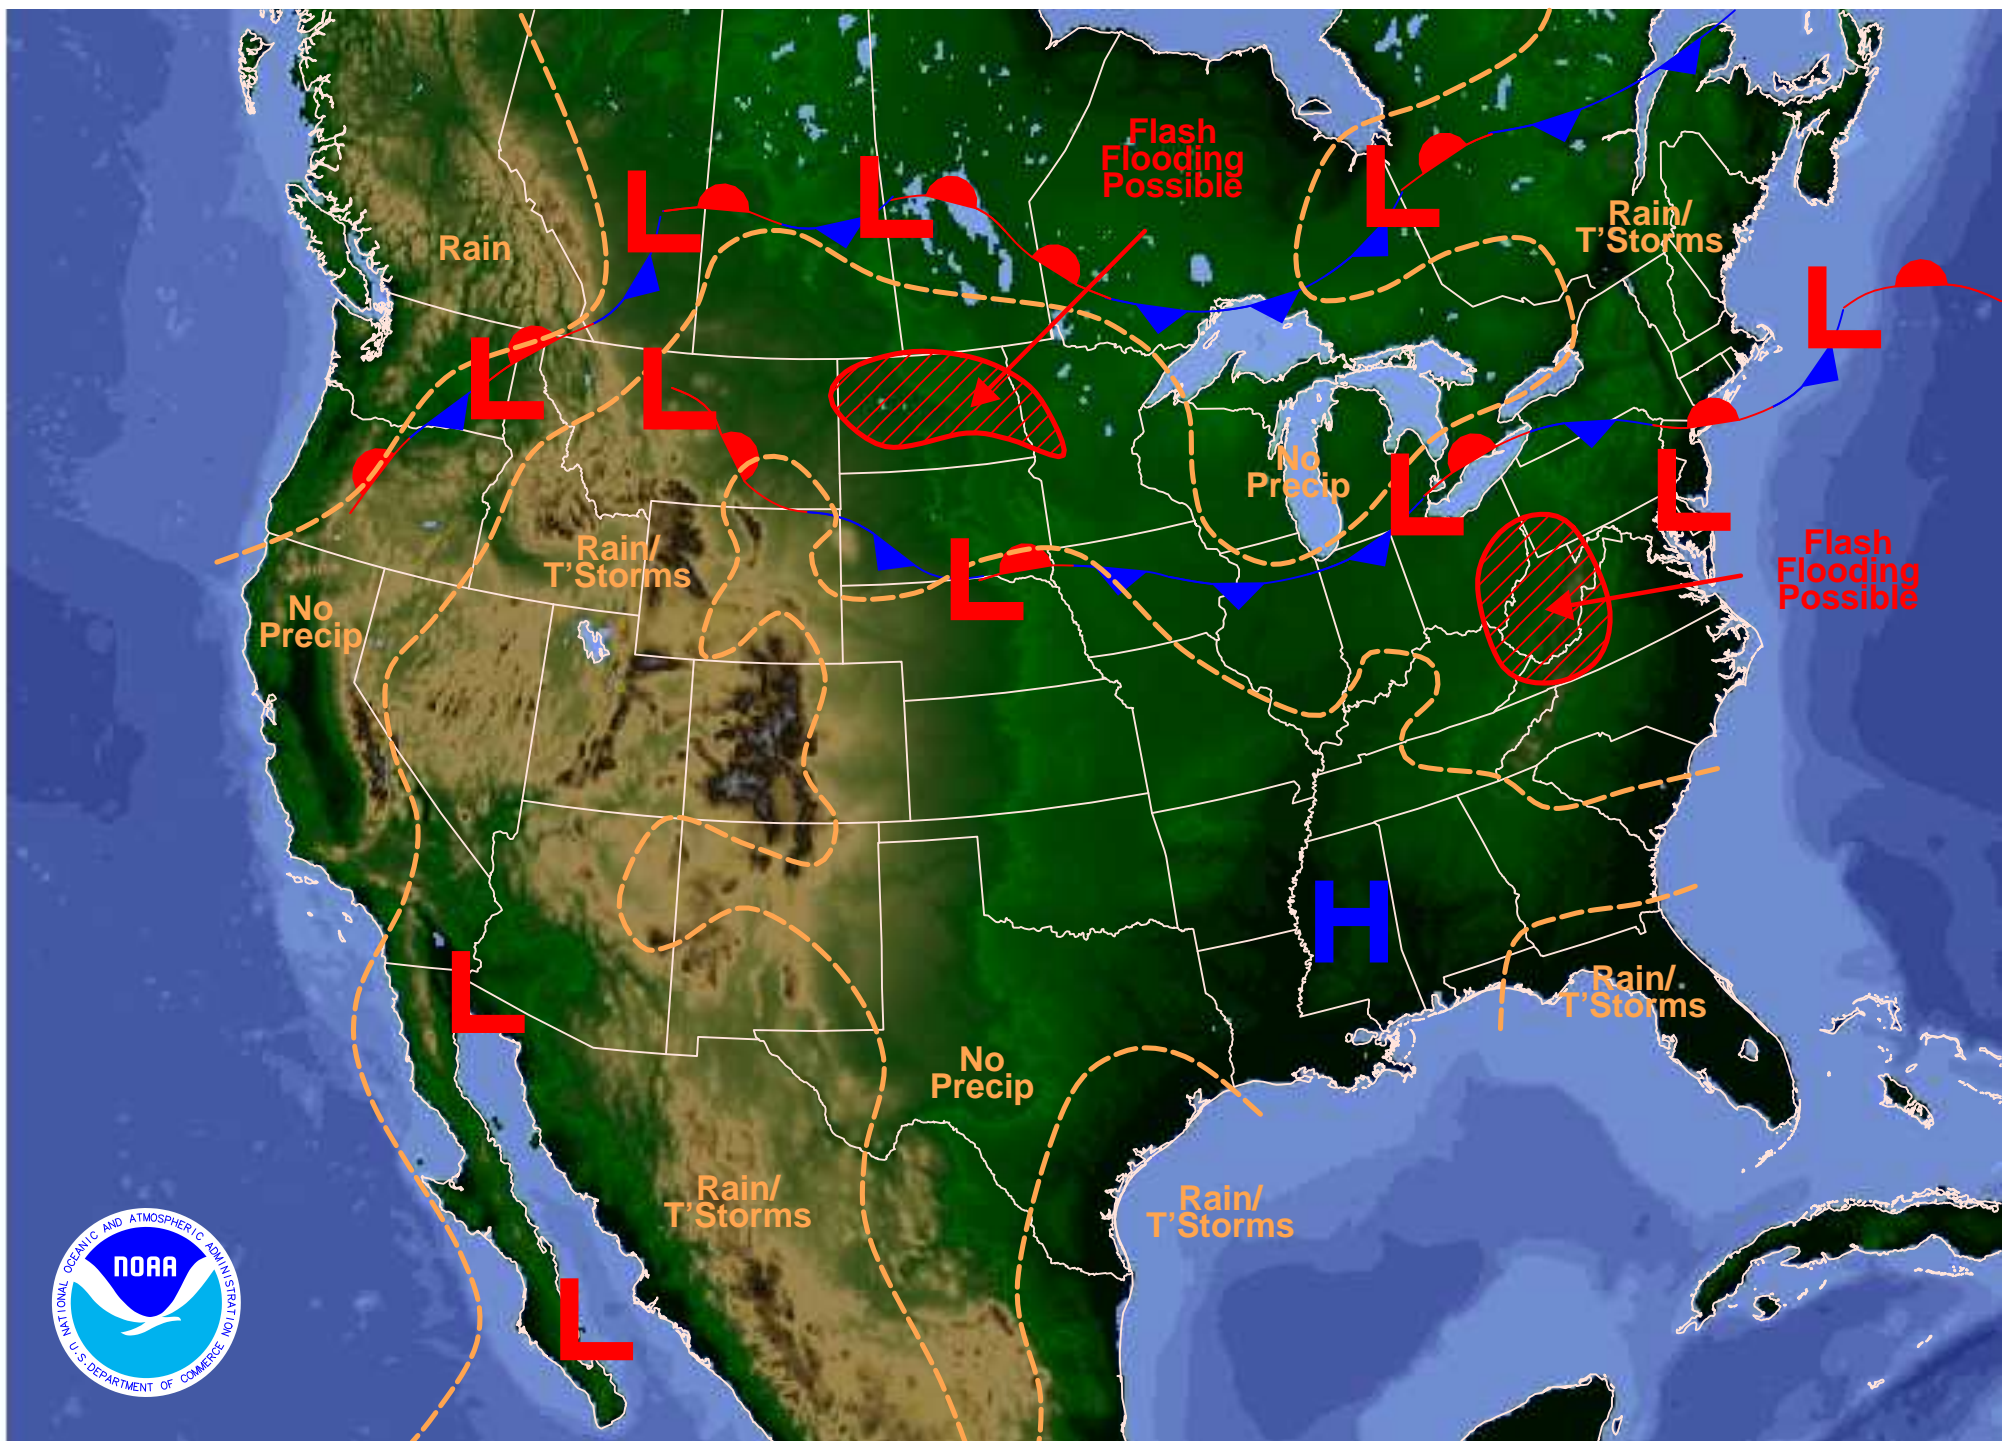 Flash
Flooding
Possible
L
L
L
Rain/
T'Storms
Rain
L
L
L
No
Precip
L
L
Flash
Flooding
Possible
Rain/
T'Storms
L
No
Precip
H
L
Rain/
T'Storms
No
Precip
Rain/
T'Storms
Rain/
T'Storms
L
NATIONAL OCEANIC AND ATMOSPHERIC ADMINISTRATION
NOAA
U.S. DEPARTMENT OF COMMERCE